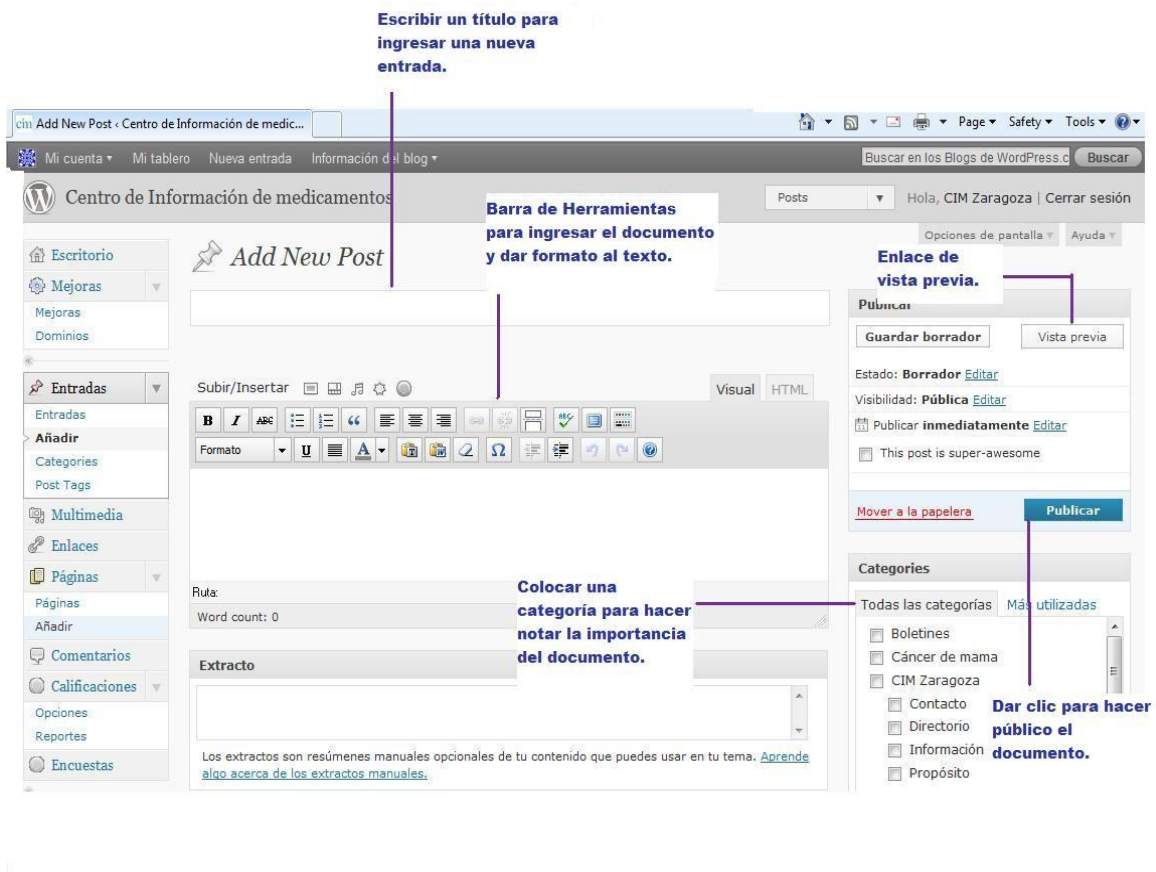 Escribir un título para
ingresar una nueva
entrada.
cim Add New Post ‹ Centro de Información de medic...
Page Safety Tools
Mi cuenta Mi tablero Nueva entrada Información del blog
Buscar en los Blogs de WordPress.c Buscar
Centro de Información de medicamentos
Posts
Hola, CIM Zaragoza | Cerrar sesión
Opciones de pantalla Ayuda
Barra de Herramientas
para ingresar el documento
y dar formato al texto.
Enlace de
vista previa.
Escritorio
Mejoras
Mejoras
Dominios
Entradas
Entradas
Añadir
Categories
Post Tags
Multimedia
Enlaces
Páginas
Páginas
Añadir
Comentarios
Calificaciones
Opciones
Reportes
Encuestas
Add New Post
Subir/Insertar
Visual HTML
B I ABC
Formato U A Ω
Ruta:
Word count: 0
Colocar una
categoría para hacer
notar la importancia
del documento.
Extracto
Los extractos son resúmenes manuales opcionales de tu contenido que puedes usar en tu tema. Aprende
algo acerca de los extractos manuales.
Publicar
Guardar borrador Vista previa
Estado: Borrador Editar
Visibilidad: Pública Editar
Publicar inmediatamente Editar
This post is super-awesome
Mover a la papelera Publicar
Categories
Todas las categorías Más utilizadas
Boletines
Cáncer de mama
CIM Zaragoza
Contacto
Directorio
Información
Propósito
Dar clic para hacer
público el
documento.